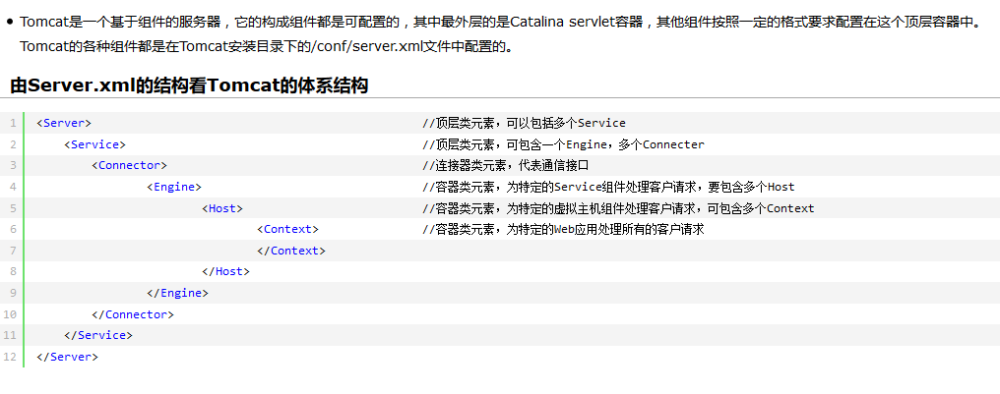 ● Tomcat是一个基于组件的服务器，它的构成组件都是可配置的，其中最外层的是Catalina servlet容器，其他组件按照一定的格式要求配置在这个顶层容器中。
Tomcat的各种组件都是在Tomcat安装目录下的/conf/server.xml文件中配置的。
由Server.xml的结构看Tomcat的体系结构
1 <Server> //顶层类元素，可以包括多个Service
2 <Service> //顶层类元素，可包含一个Engine，多个Connecter
3 <Connector> //连接器类元素，代表通信接口
4 <Engine> //容器类元素，为特定的Service组件处理客户请求，要包含多个Host
5 <Host> //容器类元素，为特定的虚拟主机组件处理客户请求，可包含多个Context
6 <Context> //容器类元素，为特定的Web应用处理所有的客户请求
7 </Context>
8 </Host>
9 </Engine>
10 </Connector>
11 </Service>
12 </Server>